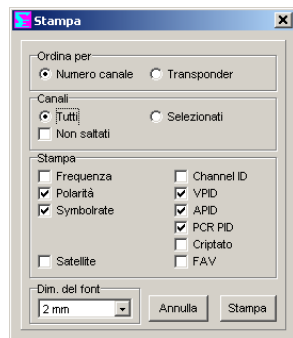 Stampa
Ordina per
Numero canale Transponder
Canali
Tutti Selezionati
Non saltati
Stampa
Frequenza Channel ID
Polarità VPID
Symbolrate APID
PCR PID
Criptato
Satellite FAV
Dim. del font
2 mm Annulla Stampa